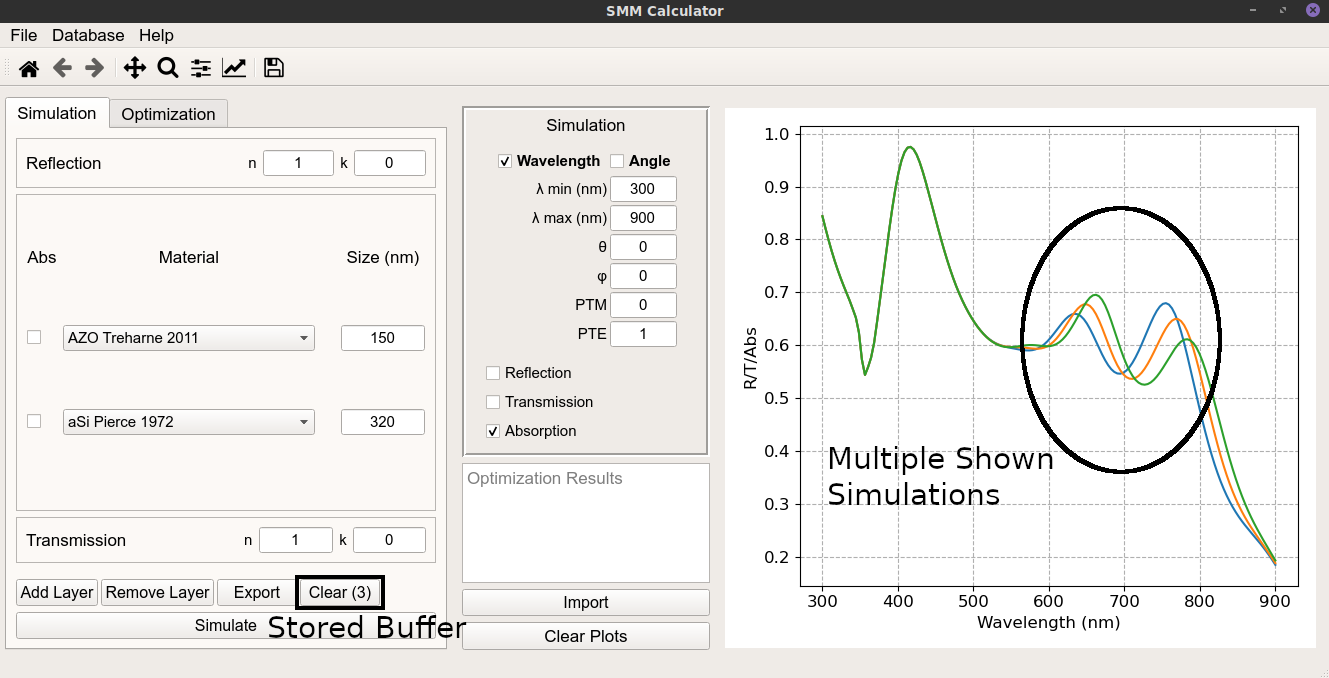 SMM Calculator
File Database Help
Simulation Optimization
Reflection n 1 k 0
Abs Material Size (nm)
AZO Treharne 2011 150
aSi Pierce 1972 320
Transmission n 1 k 0
Add Layer Remove Layer Export Clear (3)
Simulate Stored Buffer
Simulation
Wavelength Angle
λ min (nm) 300
λ max (nm) 900
θ 0
φ 0
PTM 0
PTE 1
Reflection
Transmission
Absorption
Optimization Results
Import
Clear Plots
R/T/Abs
1.0
0.9
0.8
0.7
0.6
0.5
0.4
0.3
0.2
Multiple Shown
Simulations
300 400 500 600 700 800 900
Wavelength (nm)